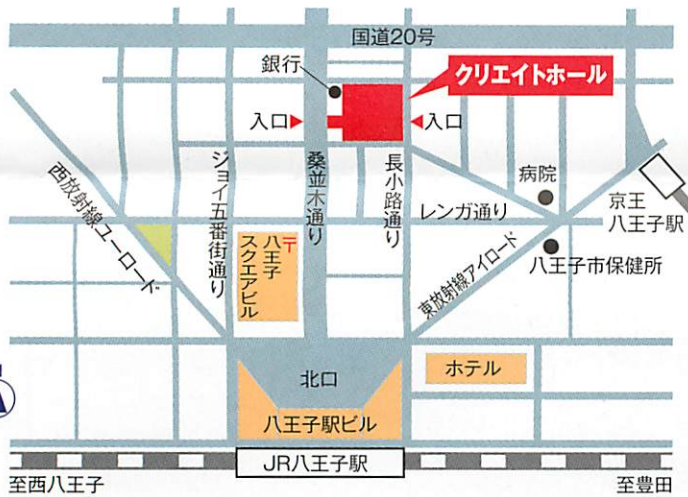 国道20号
銀行
クリエイトホール
入口
入口
西放射線ユーロード
ジョイ五番街通り
桑並木通り
長小路通り
レンガ通り
病院
京王
八王子駅
〒
八王子
スクエアビル
東放射線アイロード
八王子市保健所
北口
ホテル
八王子駅ビル
JR八王子駅
至西八王子
至豊田